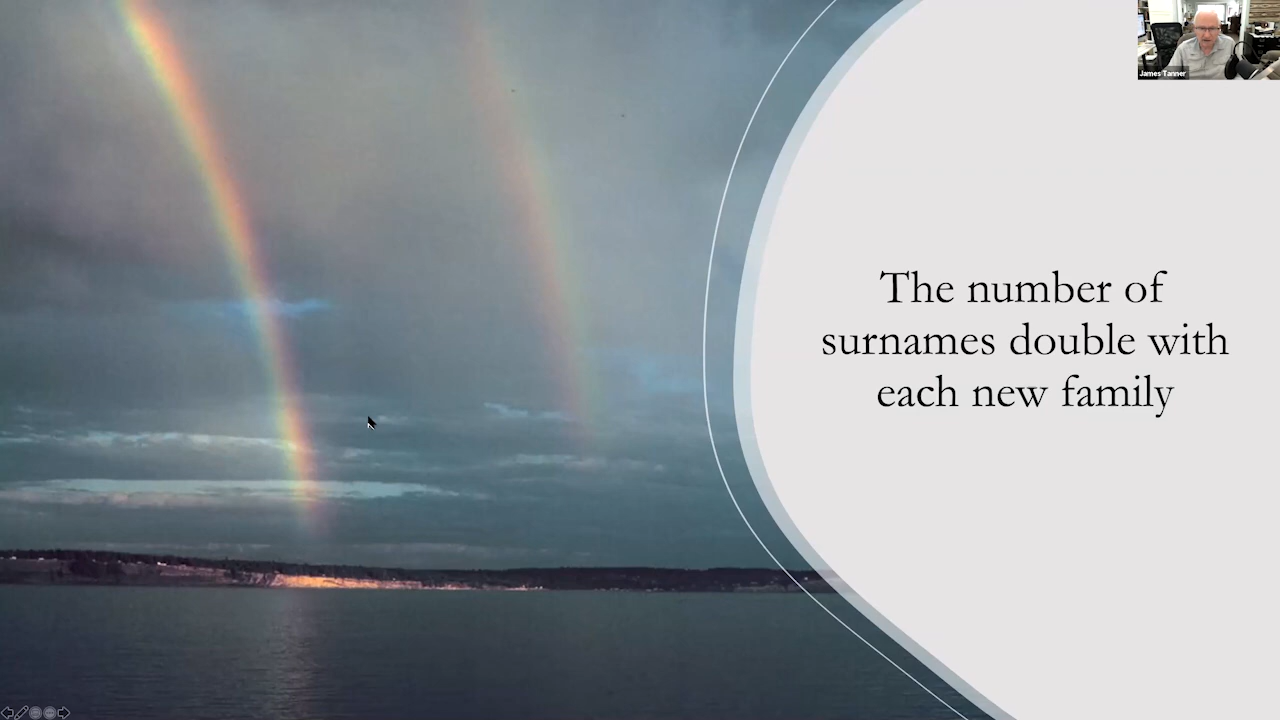 James Tanner
The number of
surnames double with
each new family